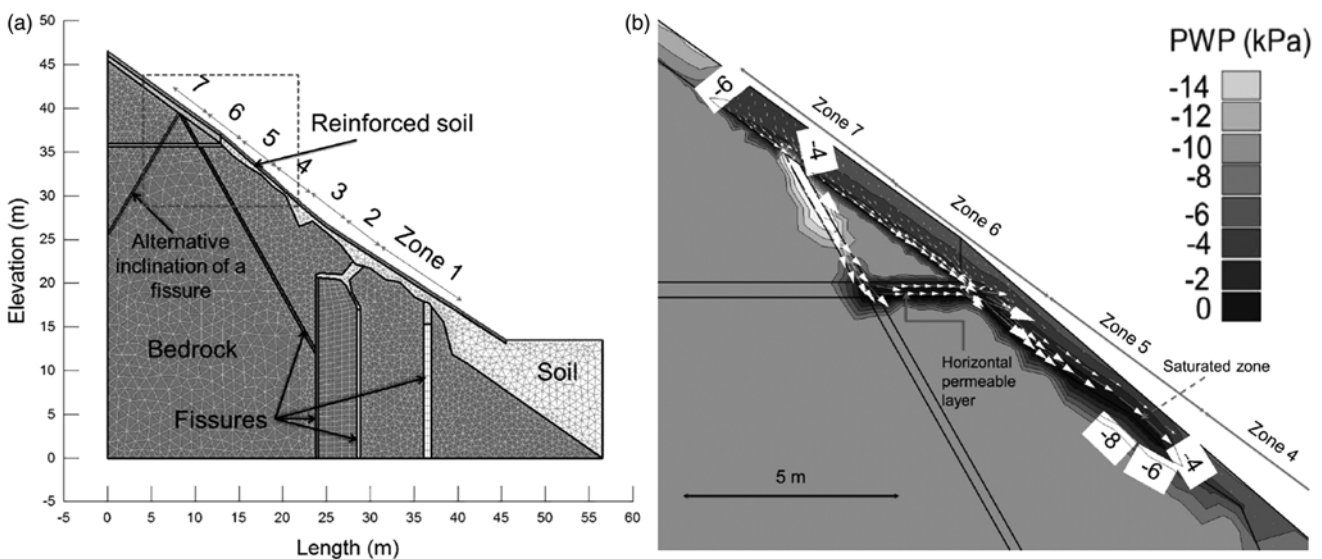 (a)
50
45
40
35
30
25
20
15
10
5
0
-5
Elevation (m)
-5
0
5
10
15
20
25
30
35
40
45
50
55
60
Length (m)
7
6
5
4
3
2
Zone 1
Reinforced soil
Alternative
inclination of a
fissure
Bedrock
Fissures
Soil
(b)
PWP (kPa)
-14
-12
-10
-8
-6
-4
-2
0
-6
-4
Zone 7
Zone 6
Zone 5
Zone 4
Horizontal
permeable
layer
Saturated zone
-8
-6
-4
5 m